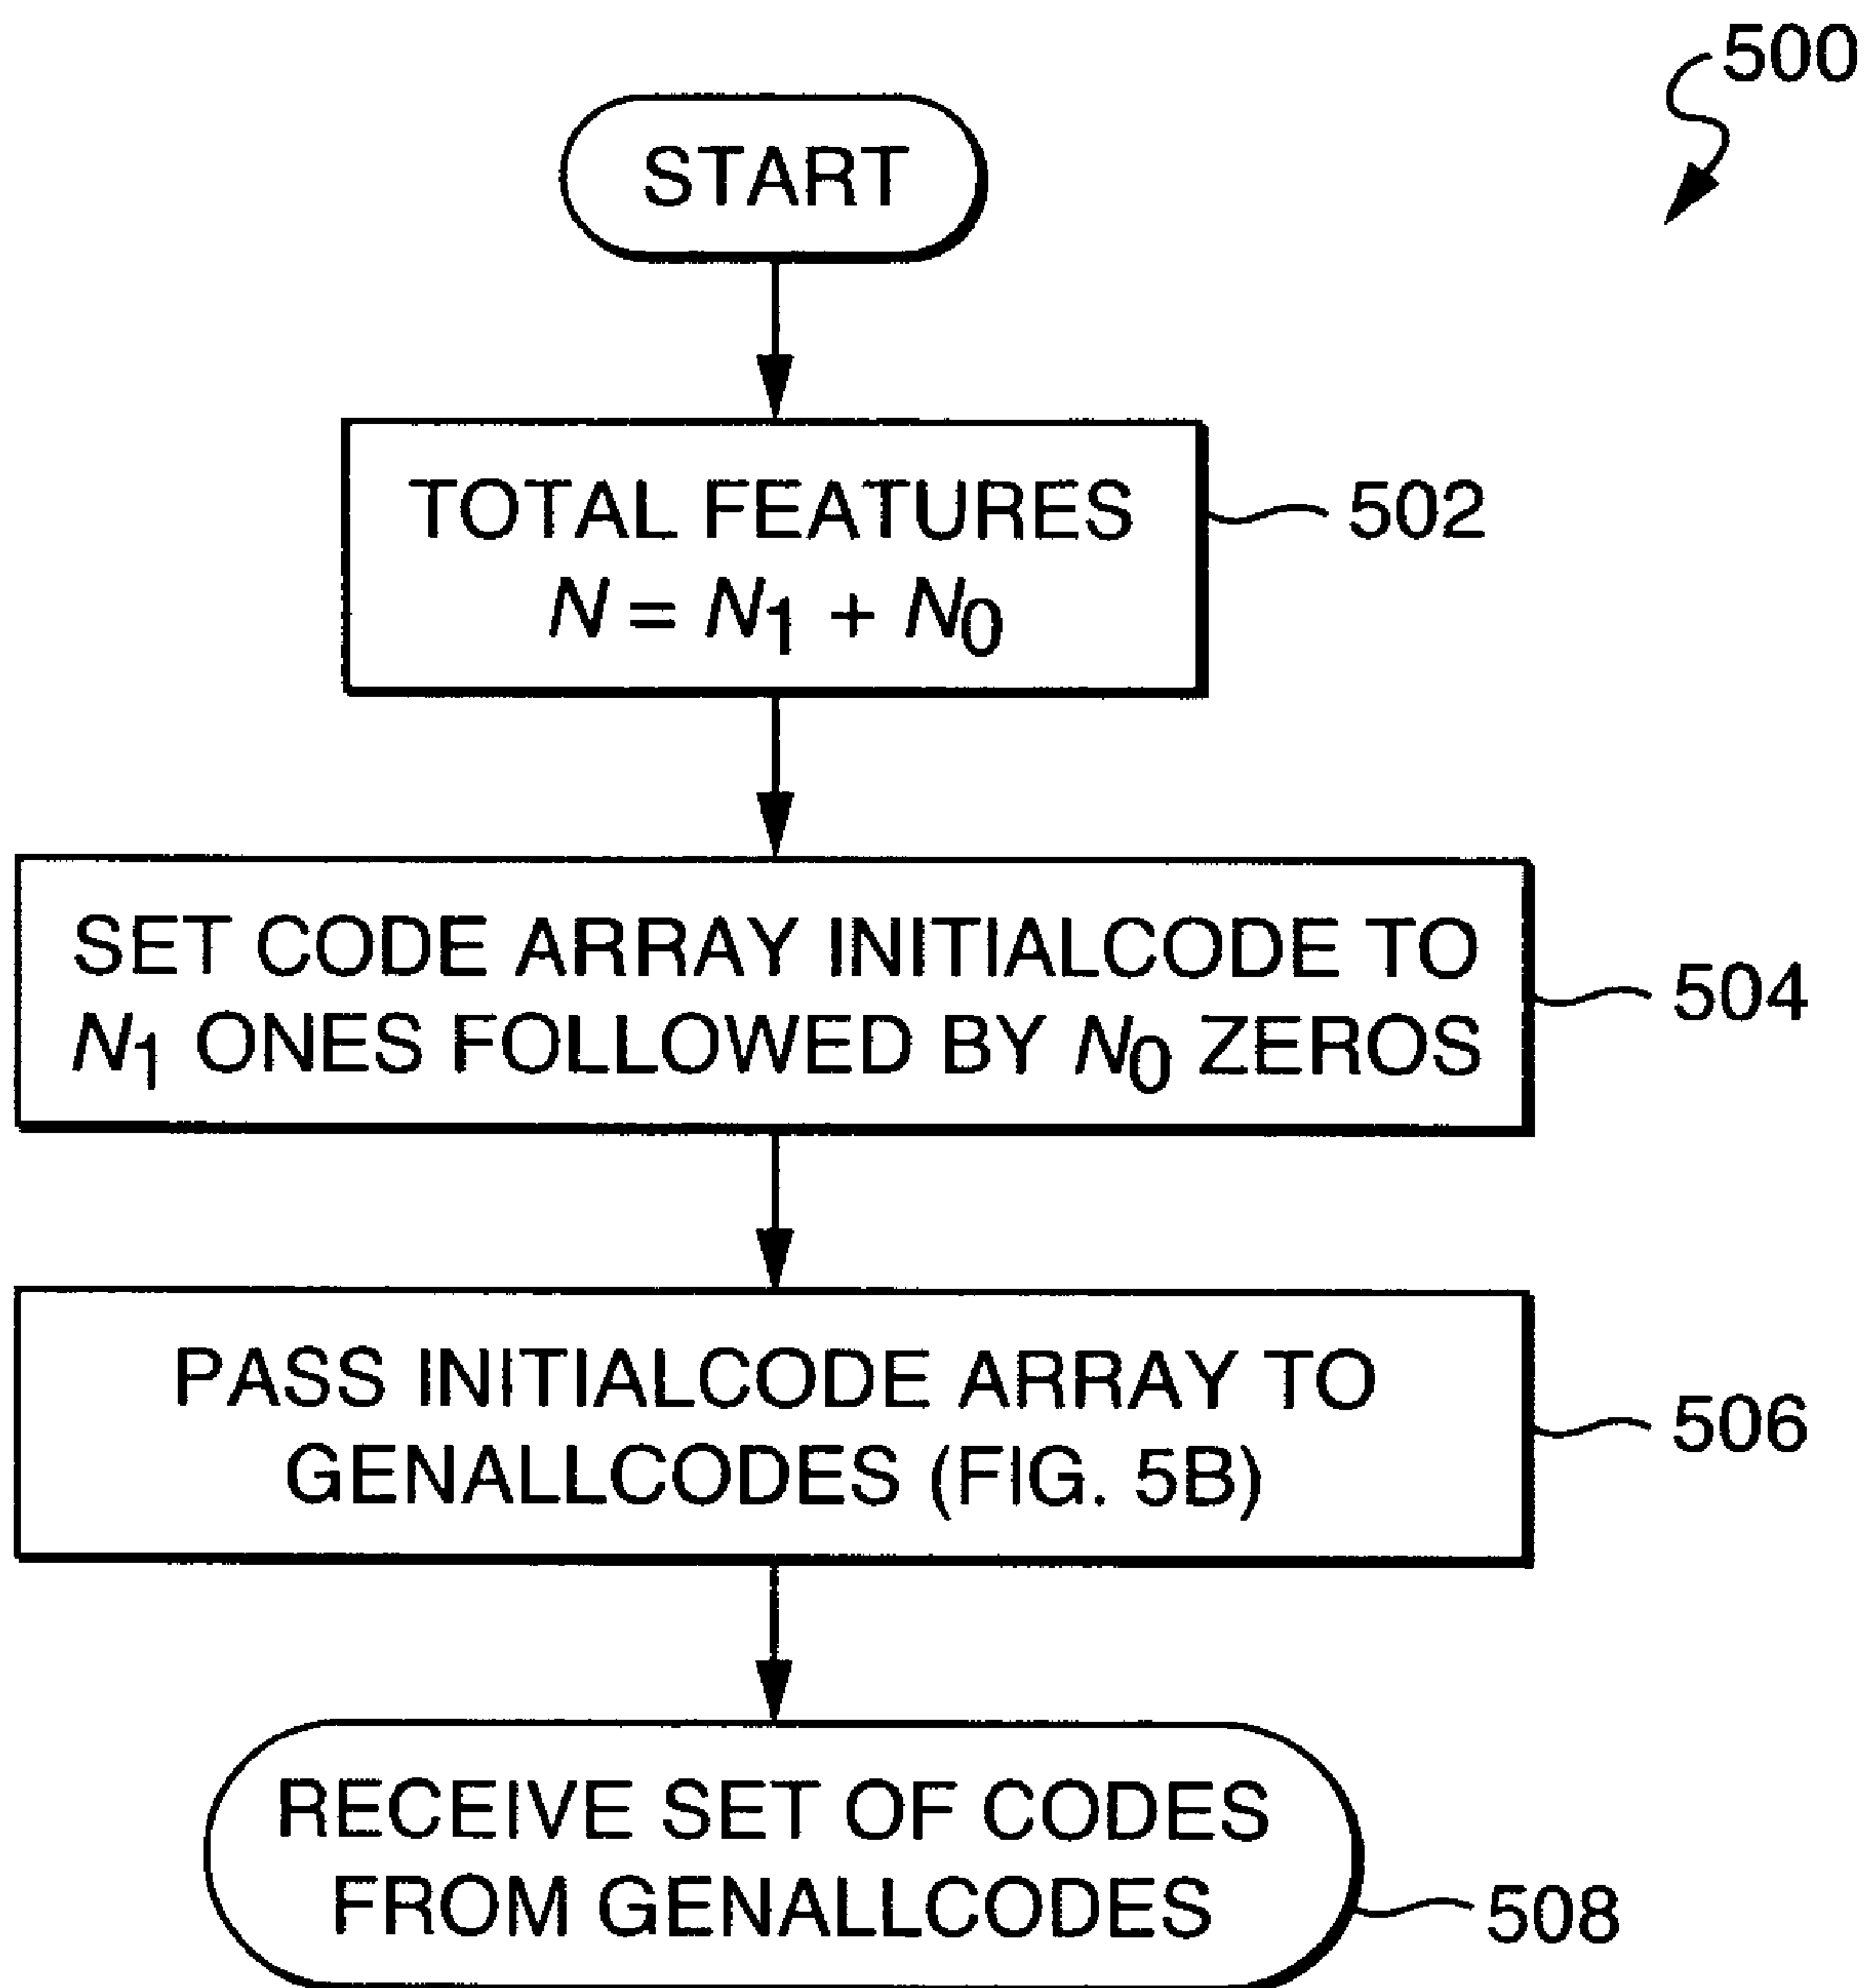 500
START
TOTAL FEATURES
N = N1 + N0
502
SET CODE ARRAY INITIALCODE TO
N1 ONES FOLLOWED BY N0 ZEROS
504
PASS INITIALCODE ARRAY TO
GENALLCODES (FIG. 5B)
506
RECEIVE SET OF CODES
FROM GENALLCODES
508